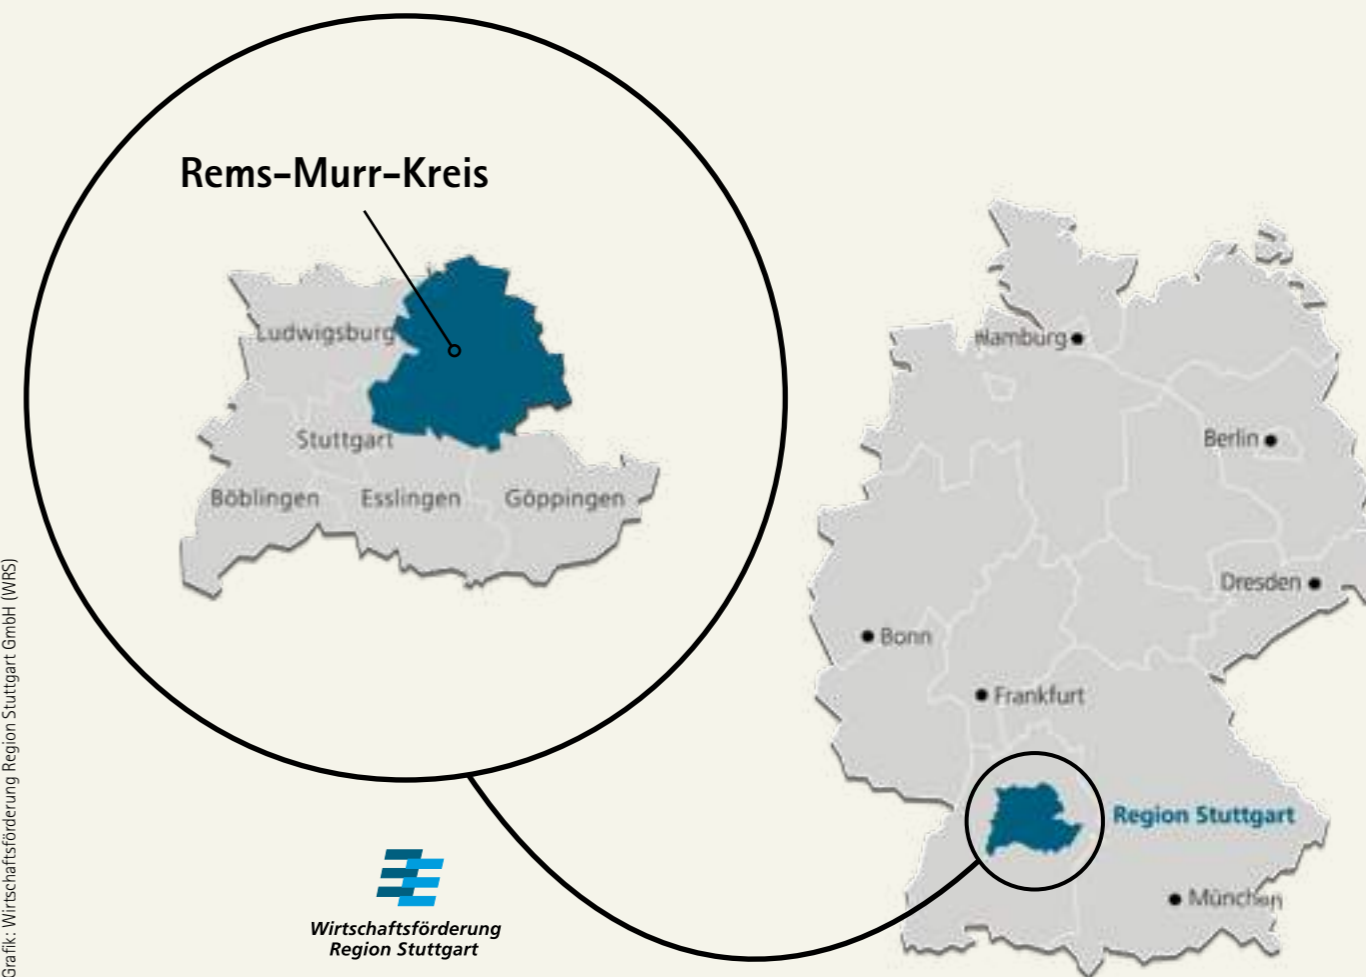 Rems-Murr-Kreis
Ludwigsburg
Stuttgart
Böblingen
Esslingen
Göppingen
Hamburg
Berlin
Dresden
Bonn
Frankfurt
Region Stuttgart
München
Wirtschaftsförderung
Region Stuttgart
Grafik: Wirtschaftsförderung Region Stuttgart GmbH (WRS)